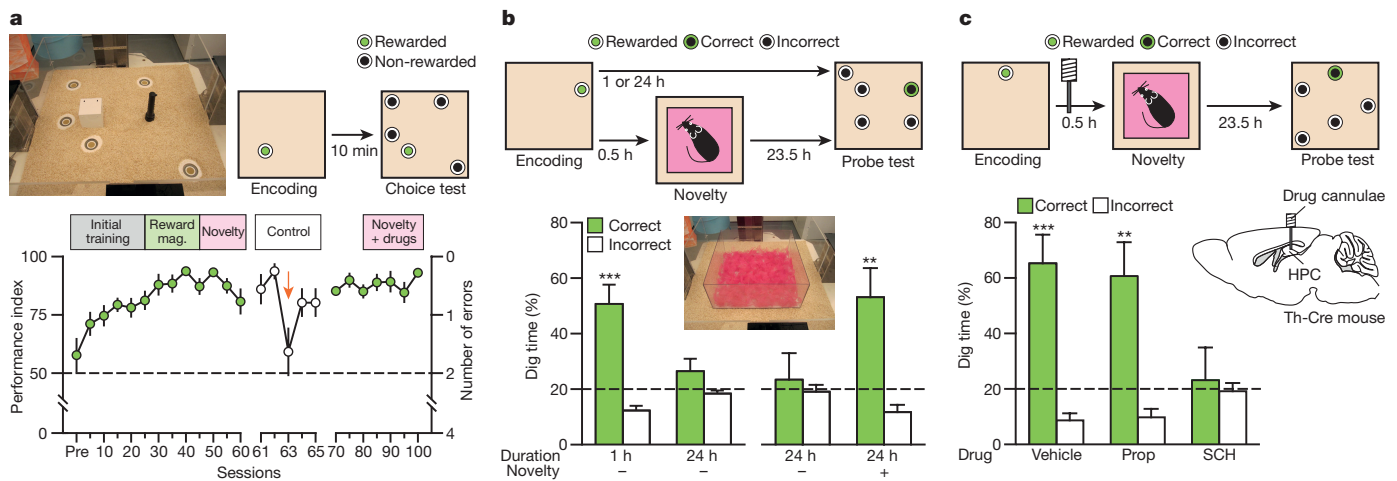 a
Rewarded
Non-rewarded
10 min
Encoding
Choice test
Initial
training
Reward
mag.
Novelty
Control
Novelty
+ drugs
Performance index
100
75
50
0
Number of errors
0
1
2
4
Pre 10 20 30 40 50 60 61 63 65 70 80 90 100
Sessions
b
Rewarded Correct Incorrect
1 or 24 h
0.5 h
23.5 h
Encoding
Novelty
Probe test
Correct
Incorrect
Dig time (%)
80
60
40
20
0
***
**
Duration 1 h 24 h 24 h 24 h
Novelty – – – +
c
Rewarded Correct Incorrect
0.5 h
23.5 h
Encoding
Novelty
Probe test
Correct Incorrect
Dig time (%)
80
60
40
20
0
***
**
Drug Vehicle Prop SCH
Drug cannulae
HPC
Th-Cre mouse